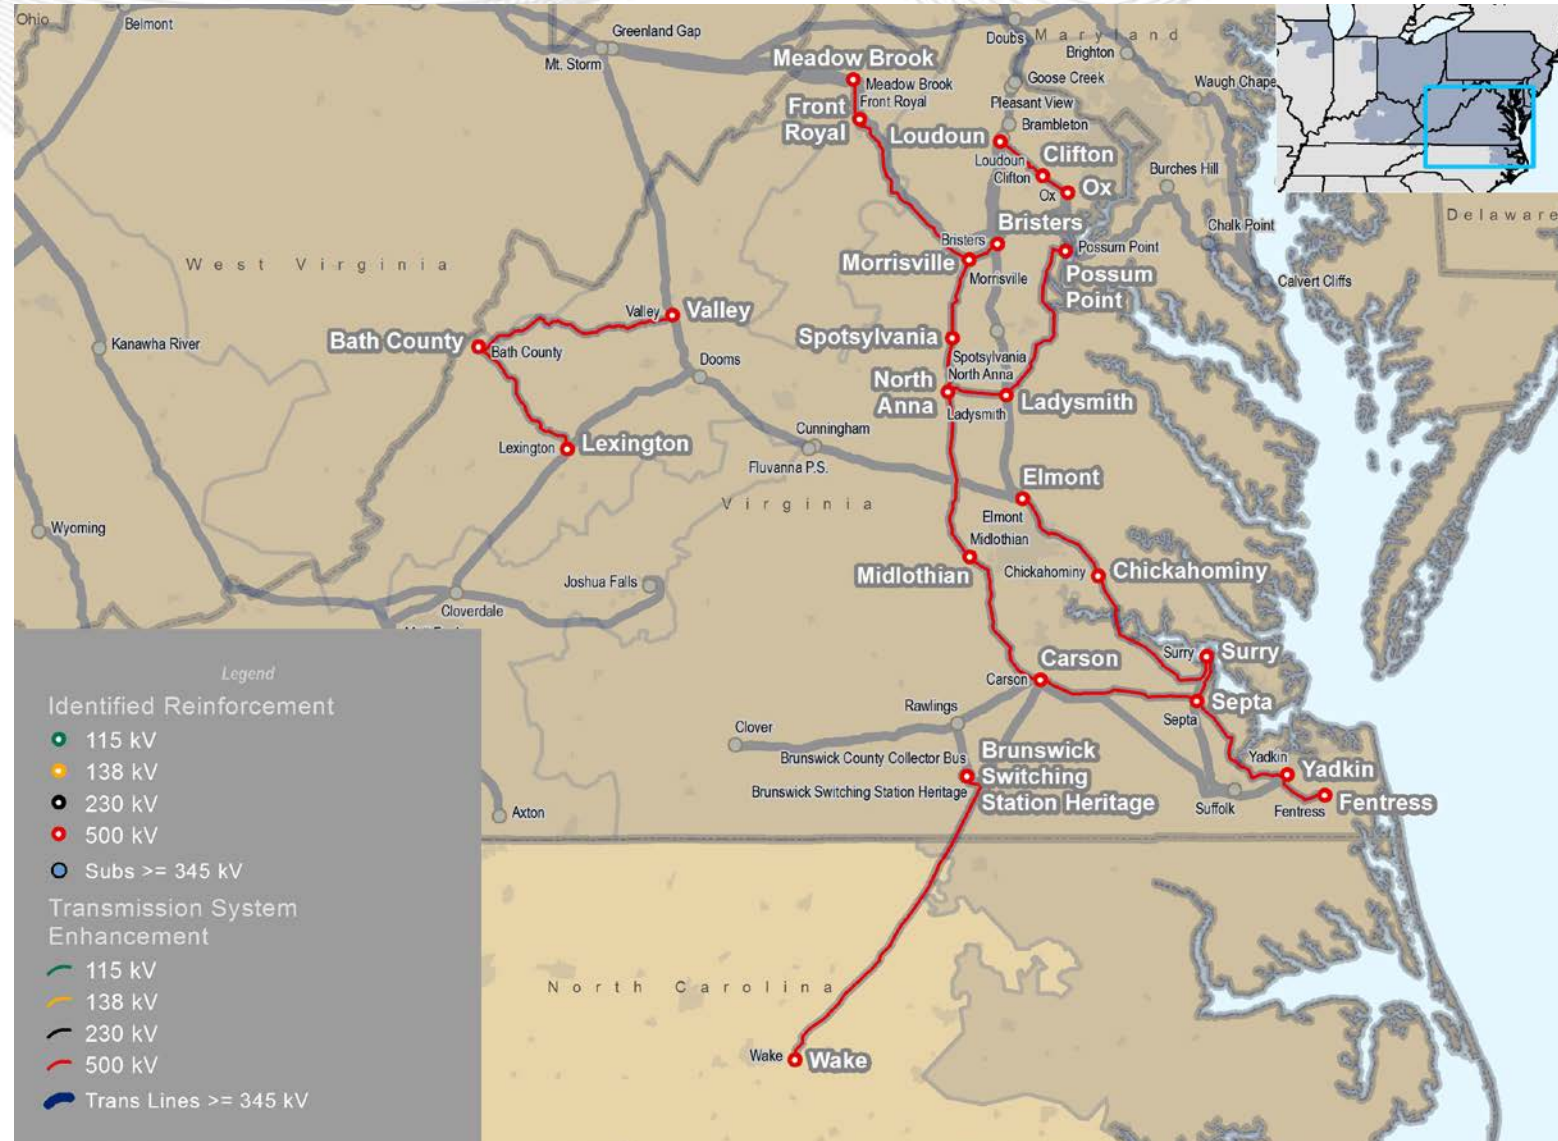 Ohio
Belmont
Greenland Gap
Mt. Storm
Doubs
Maryland
Brighton
Meadow Brook
Meadow Brook
Front Royal
Goose Creek
Waugh Chape
Pleasant View
Front
Royal
Brambleton
Loudoun
Loudoun
Clifton
Clifton
Burches Hill
Ox
Ox
Delaware
Chalk Point
Bristers
Bristers
Possum Point
Possum
Point
West Virginia
Morrisville
Morrisville
Calvert Cliffs
Valley
Valley
Spotsylvania
Spotsylvania
Bath County
Bath County
Kanawha River
Dooms
North Anna
North
Anna
Ladysmith
Ladysmith
Cunningham
Lexington
Lexington
Fluvanna P.S.
Elmont
Elmont
Virginia
Wyoming
Midlothian
Midlothian
Chickahominy
Chickahominy
Joshua Falls
Cloverdale
Surry
Surry
Carson
Carson
Septa
Septa
Rawlings
Clover
Brunswick County Collector Bus
Brunswick Switching Station Heritage
Brunswick
Switching
Station Heritage
Yadkin
Yadkin
Suffolk
Fentress
Fentress
Axton
North Carolina
Wake
Wake
Legend
Identified Reinforcement
115 kV
138 kV
230 kV
500 kV
Subs >= 345 kV
Transmission System
Enhancement
115 kV
138 kV
230 kV
500 kV
Trans Lines >= 345 kV